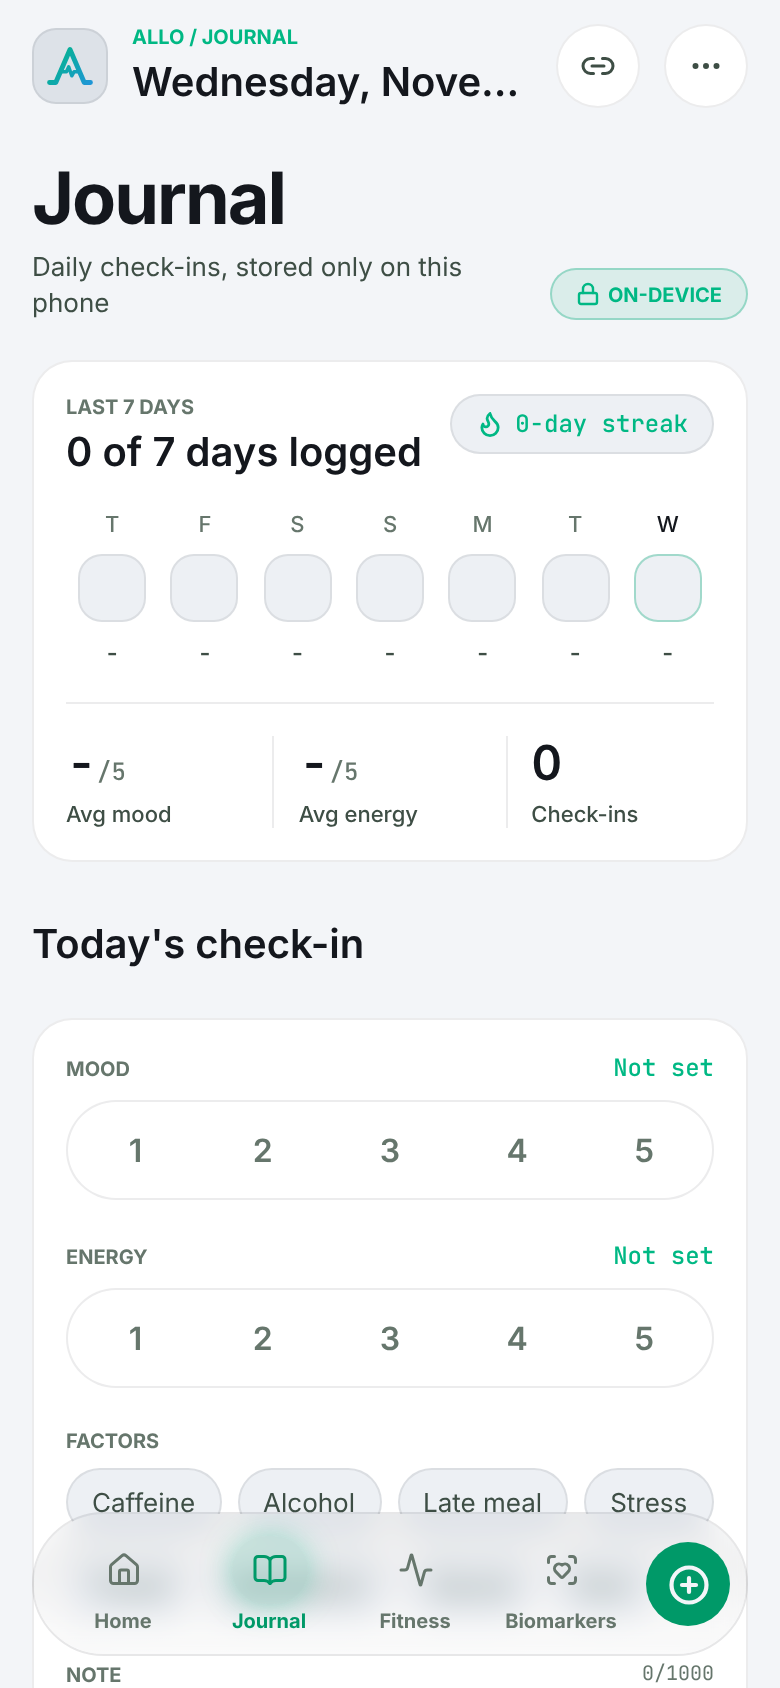 ALLO / JOURNAL
Wednesday, Nove...
Journal
Daily check-ins, stored only on this
phone
ON-DEVICE
LAST 7 DAYS
0-day streak
0 of 7 days logged
T F S S M T W
- - - - - - -
- /5 - /5 0
Avg mood Avg energy Check-ins
Today's check-in
MOOD Not set
1 2 3 4 5
ENERGY Not set
1 2 3 4 5
FACTORS
Caffeine Alcohol Late meal Stress
Home Journal Fitness Biomarkers
NOTE 0/1000